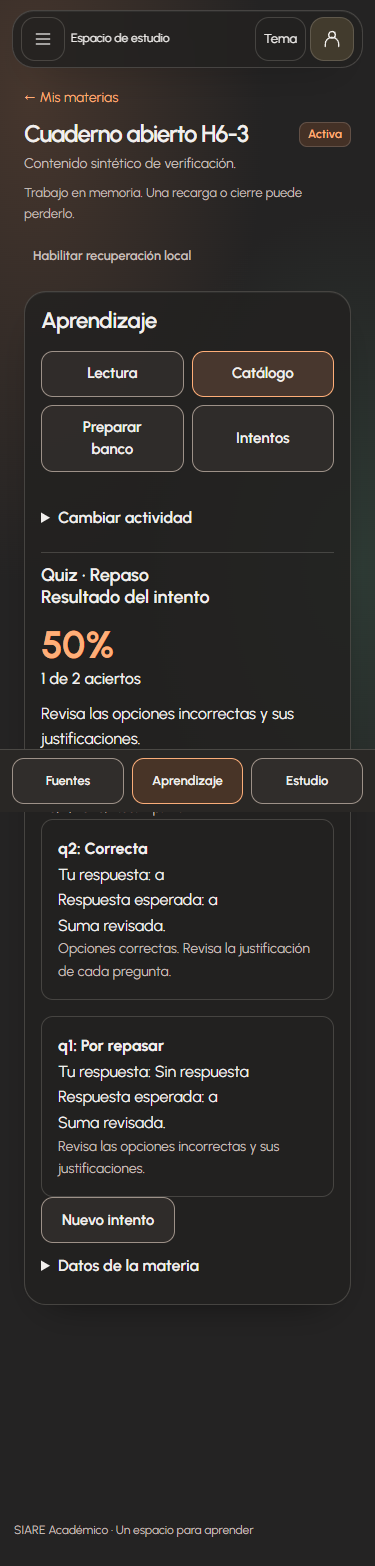 Espacio de estudio
Tema
← Mis materias
Cuaderno abierto H6-3
Activa
Contenido sintético de verificación.
Trabajo en memoria. Una recarga o cierre puede
perderlo.
Habilitar recuperación local
Aprendizaje
Lectura
Catálogo
Preparar
banco
Intentos
▶ Cambiar actividad
Quiz · Repaso
Resultado del intento
50%
1 de 2 aciertos
Revisa las opciones incorrectas y sus
justificaciones.
Fuentes
Aprendizaje
Estudio
q2: Correcta
Tu respuesta: a
Respuesta esperada: a
Suma revisada.
Opciones correctas. Revisa la justificación
de cada pregunta.
q1: Por repasar
Tu respuesta: Sin respuesta
Respuesta esperada: a
Suma revisada.
Revisa las opciones incorrectas y sus
justificaciones.
Nuevo intento
▶ Datos de la materia
SIARE Académico · Un espacio para aprender